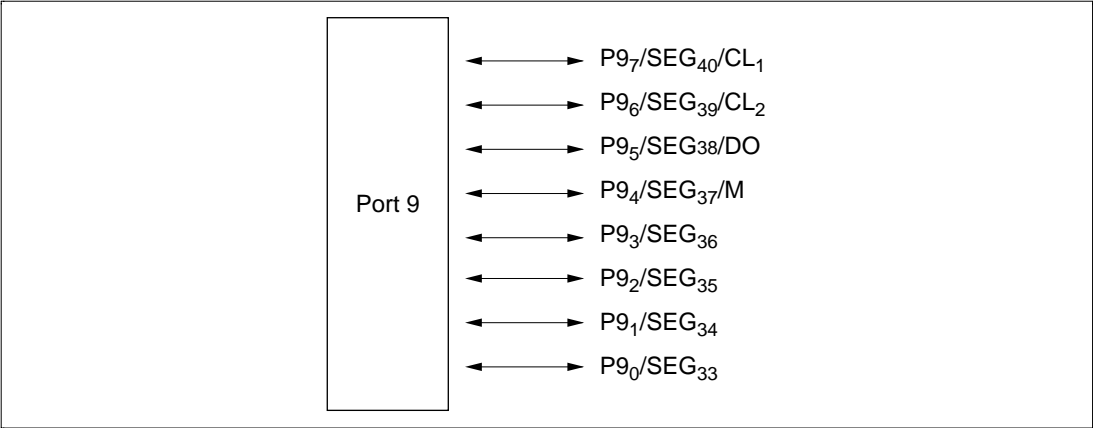 P9₇/SEG₄₀/CL₁
P9₆/SEG₃₉/CL₂
P9₅/SEG38/DO
P9₄/SEG₃₇/M
Port 9
P9₃/SEG₃₆
P9₂/SEG₃₅
P9₁/SEG₃₄
P9₀/SEG₃₃